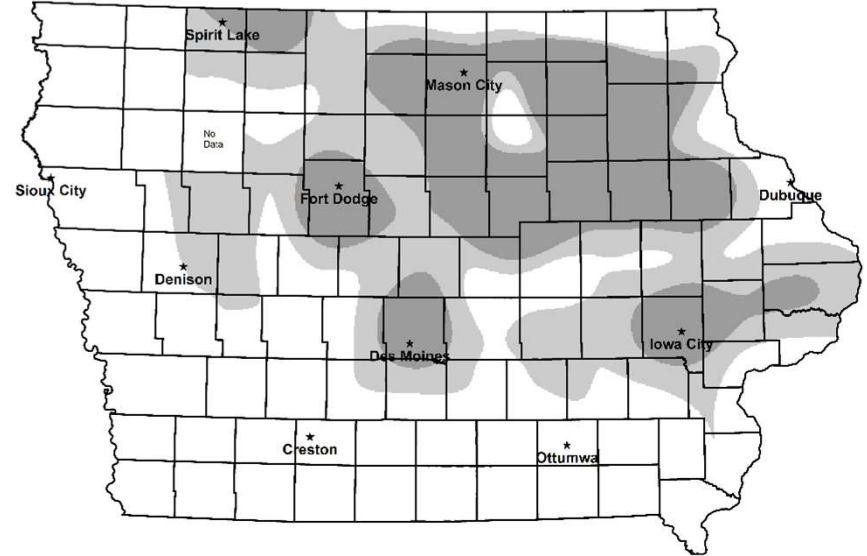 Spirit Lake
Mason City
No
Data
Sioux City
Fort Dodge
Dubuque
Denison
Des Moines
Iowa City
Creston
Ottumwa